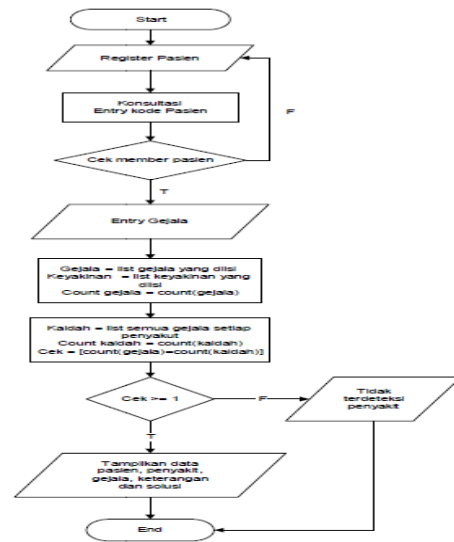 Start
Register Pasien
Konsultasi
Entry kode Pasien
F
Cek member pasien
T
Entry Gejala
Gejala = list gejala yang diisi
Keyakinan = list keyakinan yang
diisi
Count gejala = count(gejala)
Kaidah = list semua gejala setiap
penyakut
Count kaidah = count(kaidah)
Cek = [count(gejala)=count(kaidah)]
Cek >= 1
F
Tidak
terdeteksi
penyakit
T
Tampilkan data
pasien, penyakit,
gejala, keterangan
dan solusi
End